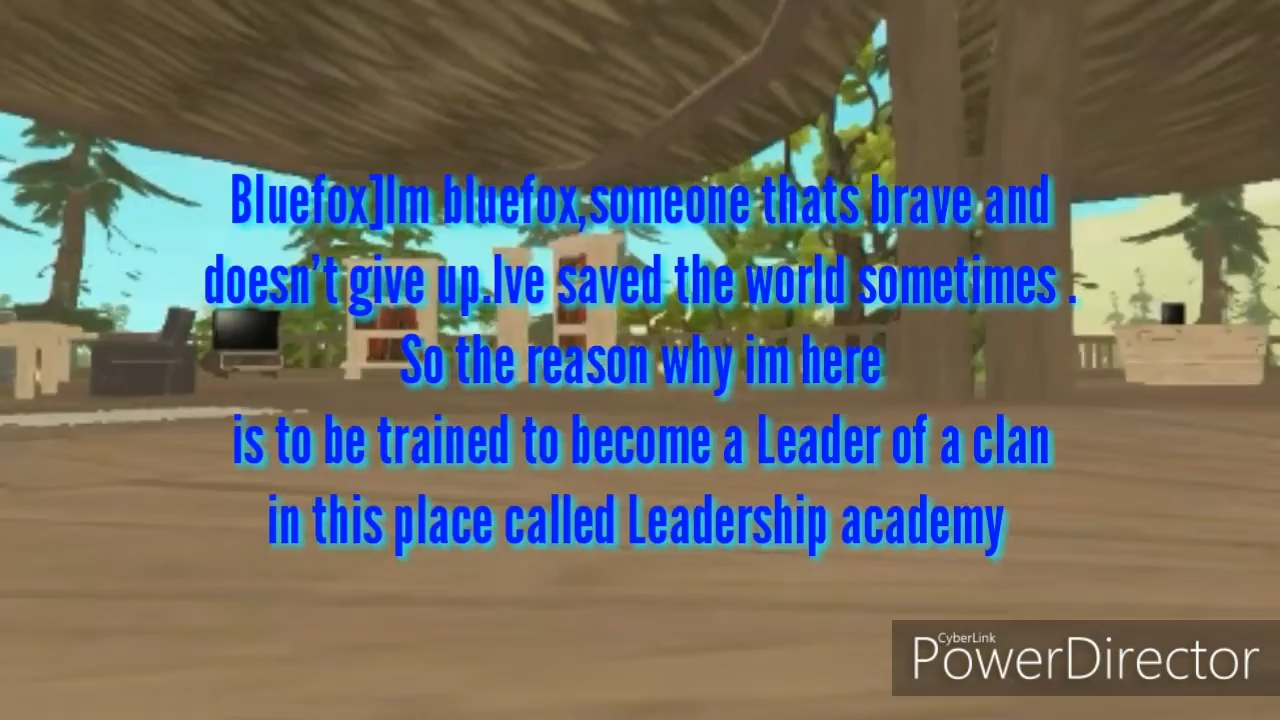 Bluefox]Im bluefox,someone thats brave and
doesn't give up.Ive saved the world sometimes .
So the reason why im here
is to be trained to become a Leader of a clan
in this place called Leadership academy
CyberLink
PowerDirector